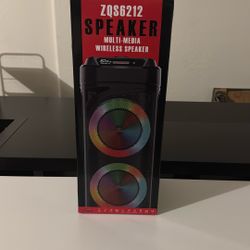 ZQS6212
SPEAKER
MULTI-MEDIA
WIRELESS SPEAKER